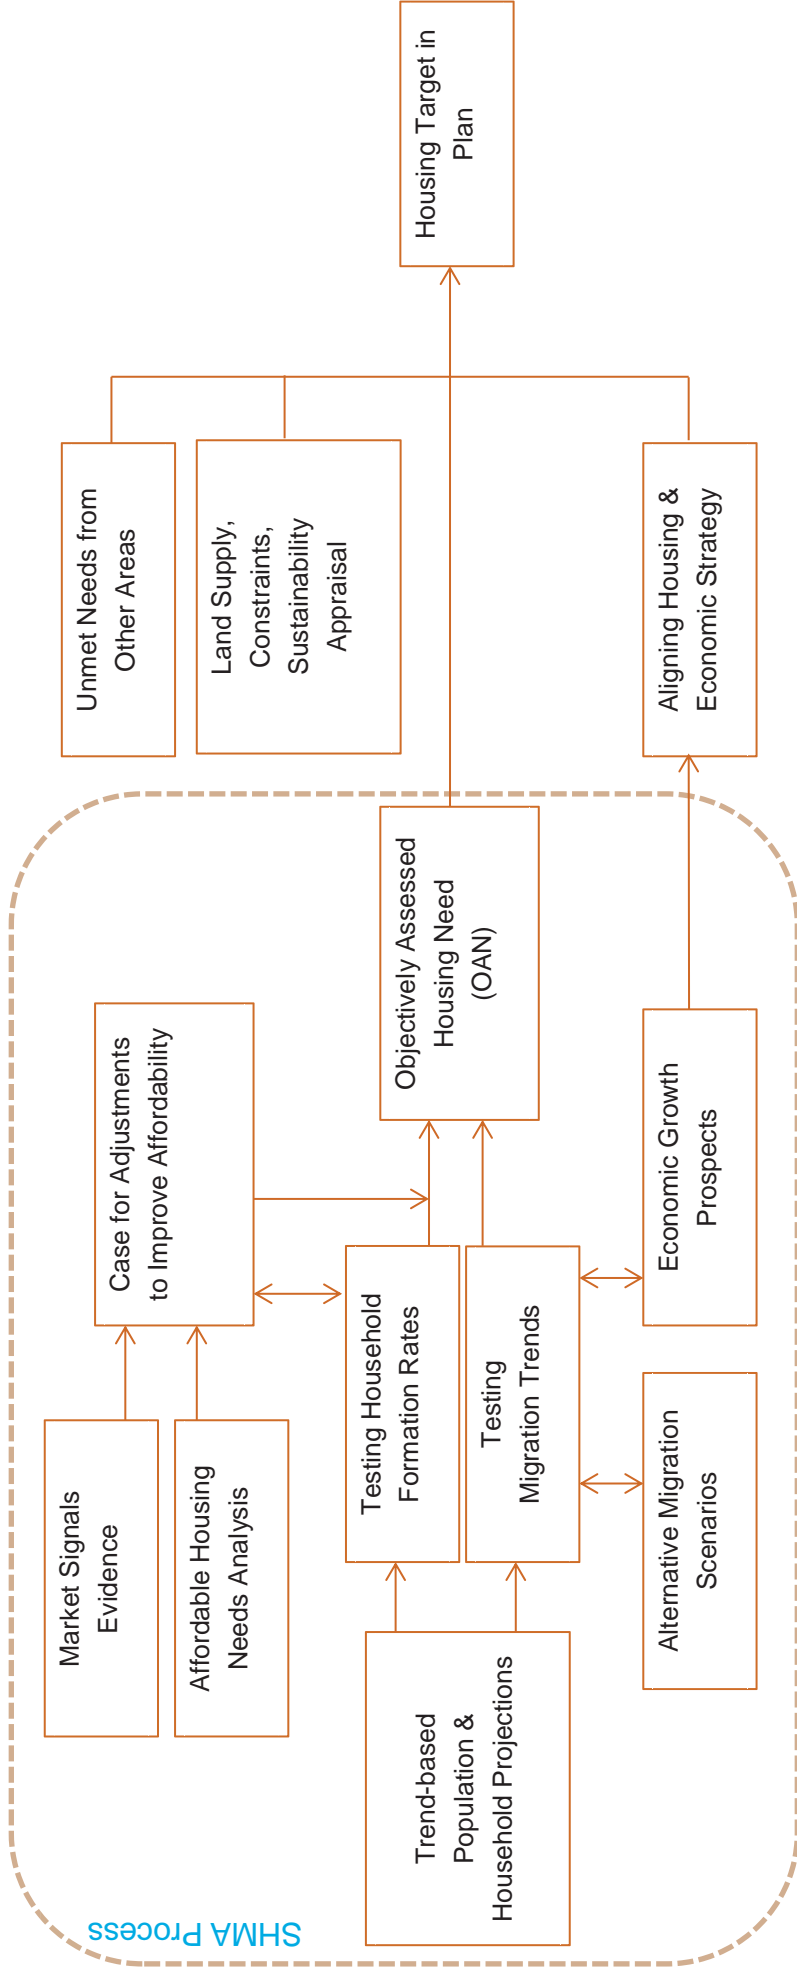 SHMA Process
Market Signals
Evidence
Affordable Housing
Needs Analysis
Case for Adjustments
to Improve Affordability
Trend-based
Population &
Household Projections
Testing Household
Formation Rates
Testing
Migration Trends
Alternative Migration
Scenarios
Economic Growth
Prospects
Objectively Assessed
Housing Need
(OAN)
Unmet Needs from
Other Areas
Land Supply,
Constraints,
Sustainability
Appraisal
Aligning Housing &
Economic Strategy
Housing Target in
Plan